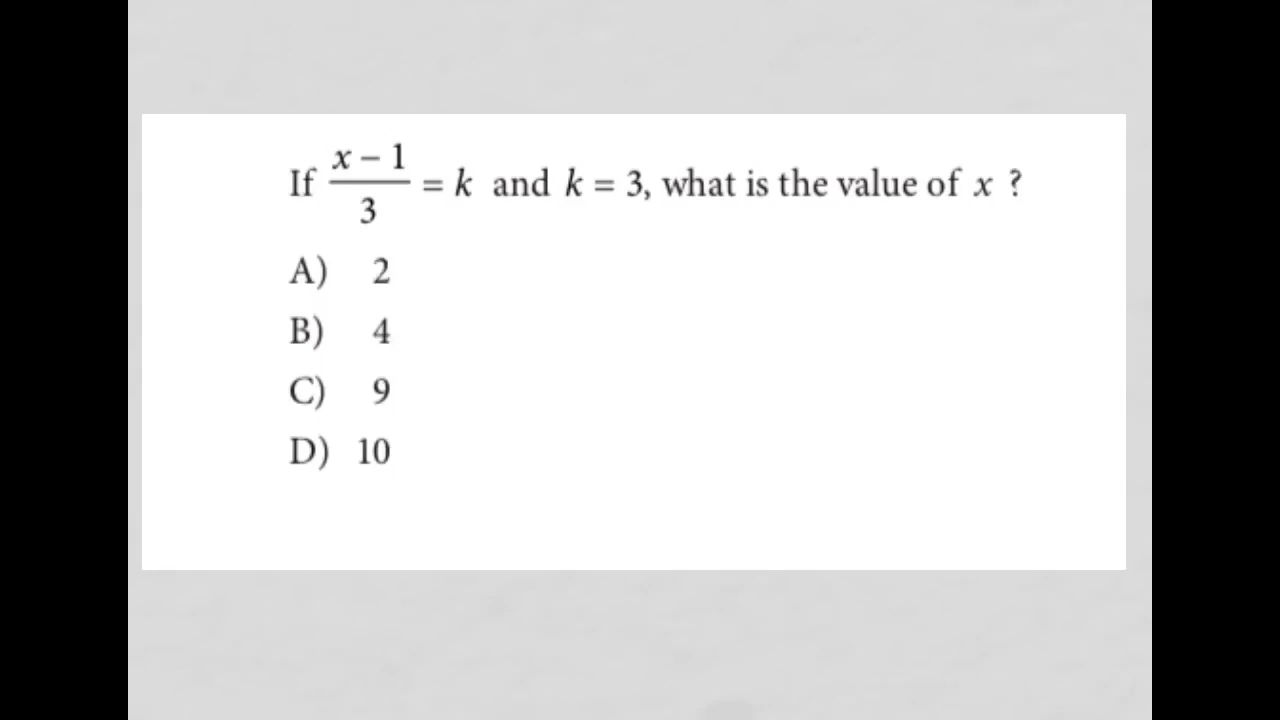 If (x – 1)/3 = k and k = 3, what is the value of x ?
A) 2
B) 4
C) 9
D) 10